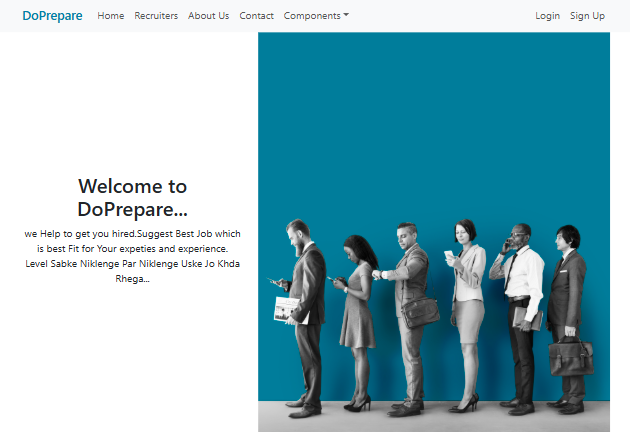 DoPrepare Home Recruiters About Us Contact Components Login Sign Up
Welcome to
DoPrepare...
we Help to get you hired.Suggest Best Job which
is best Fit for Your expeties and experience.
Level Sabke Niklenge Par Niklenge Uske Jo Khda
Rhega...